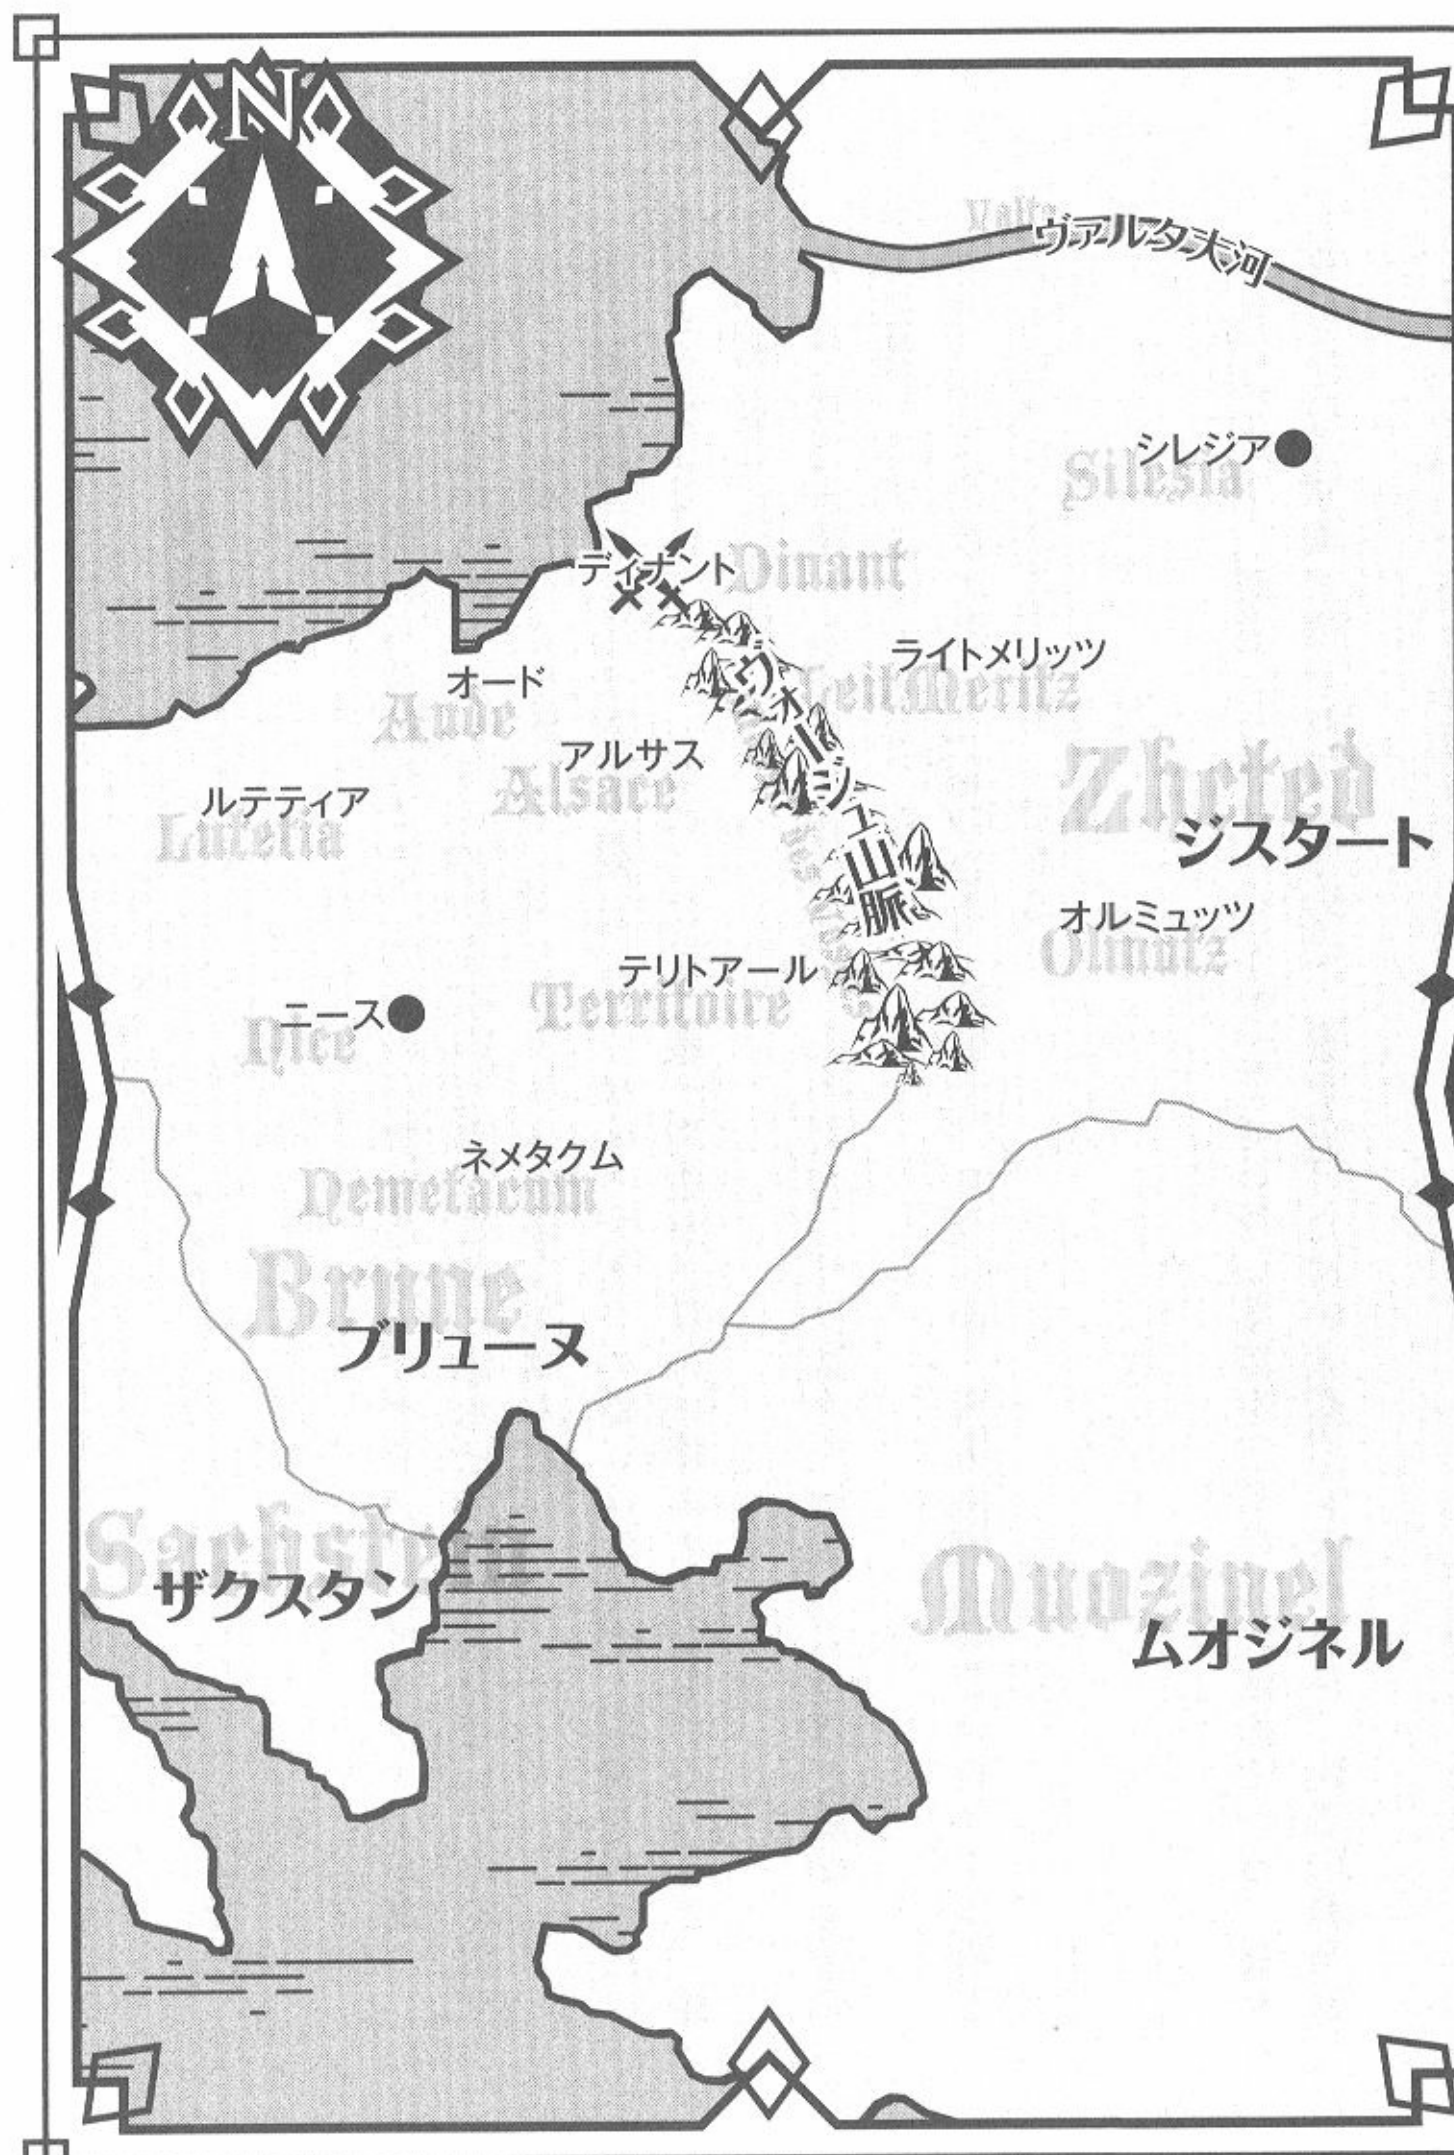 N
Valta
ヴァルタ大河
シレジア
Silesia
ディナント
Dinant
ライトメリッツ
LeitMeritz
オード
Aude
アルサス
Alsace
ルテティア
Lutetia
ヴォージュ山脈
Zhcted
ジスタート
オルミュッツ
Olmutz
テリトアール
Territoire
ニース
Nice
ネメタクム
Nemetacum
Brune
ブリューヌ
Sachstein
ザクスタン
Muozinel
ムオジネル